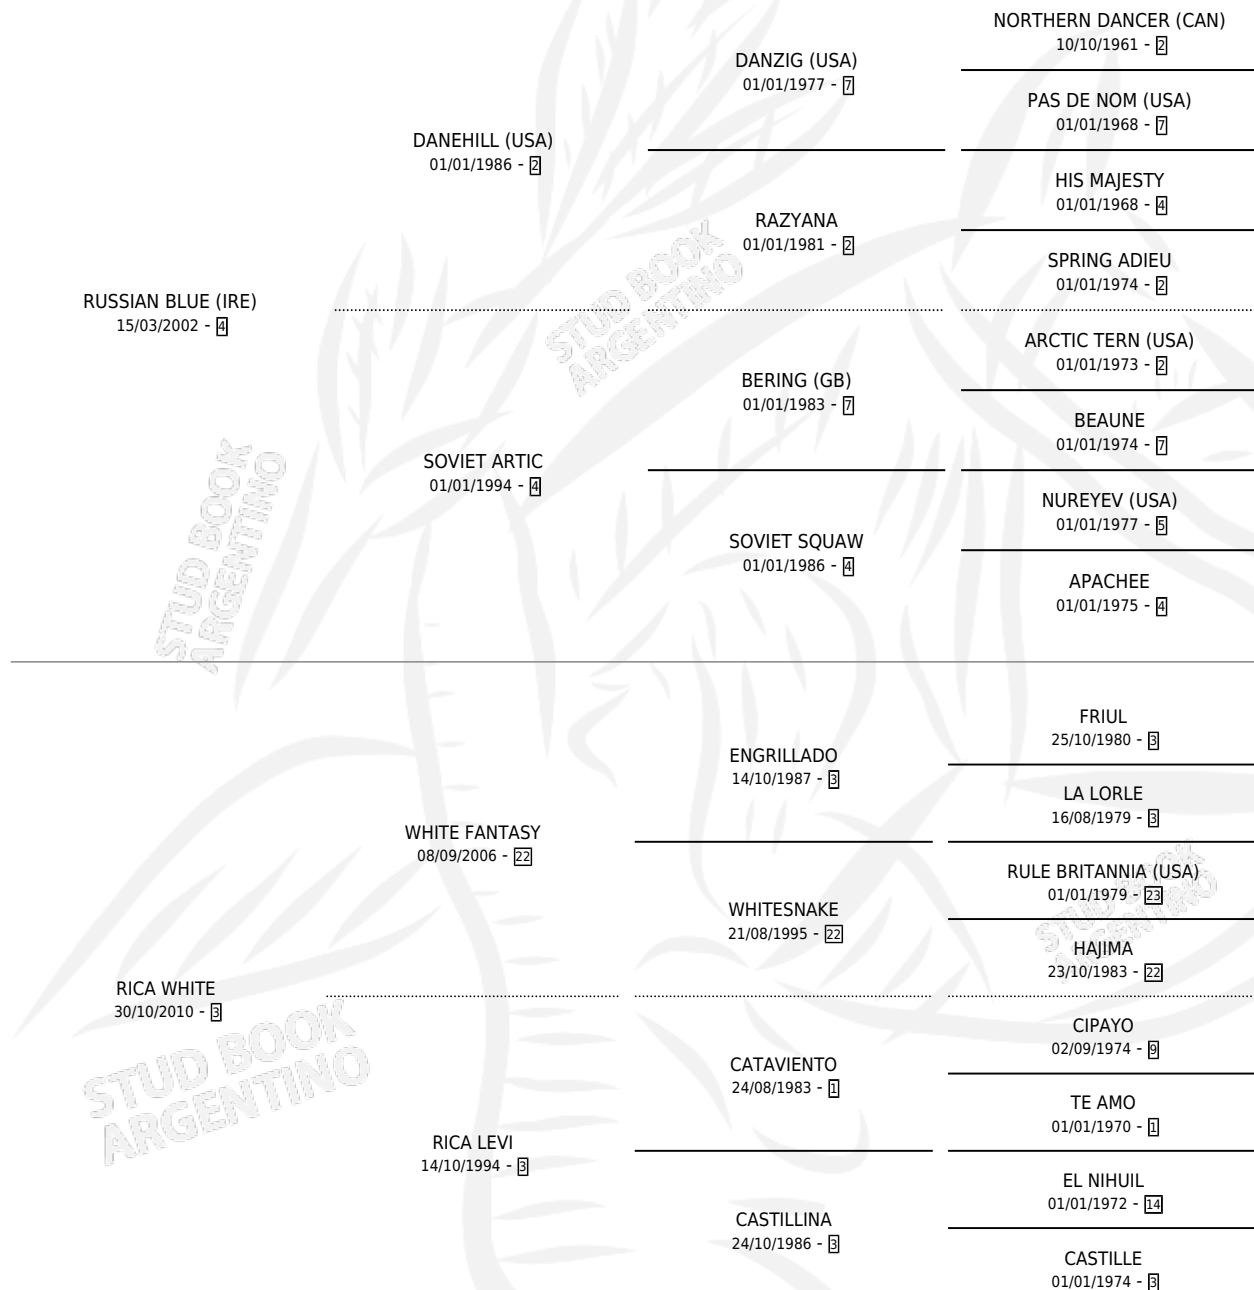 NORTHERN DANCER (CAN)
10/10/1961 - 2
DANZIG (USA)
01/01/1977 - 7
PAS DE NOM (USA)
01/01/1968 - 7
DANEHILL (USA)
01/01/1986 - 2
HIS MAJESTY
01/01/1968 - 4
RAZYANA
01/01/1981 - 2
SPRING ADIEU
01/01/1974 - 2
RUSSIAN BLUE (IRE)
15/03/2002 - 4
ARCTIC TERN (USA)
01/01/1973 - 2
BERING (GB)
01/01/1983 - 7
BEAUNE
01/01/1974 - 7
SOVIET ARTIC
01/01/1994 - 4
NUREYEV (USA)
01/01/1977 - 5
SOVIET SQUAW
01/01/1986 - 4
APACHEE
01/01/1975 - 4
FRIUL
25/10/1980 - 3
ENGRILLADO
14/10/1987 - 3
LA LORLE
16/08/1979 - 3
WHITE FANTASY
08/09/2006 - 22
RULE BRITANNIA (USA)
01/01/1979 - 23
WHITESNAKE
21/08/1995 - 22
HAJIMA
23/10/1983 - 22
RICA WHITE
30/10/2010 - 3
CIPAYO
02/09/1974 - 9
CATAVIENTO
24/08/1983 - 1
TE AMO
01/01/1970 - 1
RICA LEVI
14/10/1994 - 3
EL NIHUIL
01/01/1972 - 14
CASTILLINA
24/10/1986 - 3
CASTILLE
01/01/1974 - 3
STUD BOOK
ARGENTINO
STUD BOOK
ARGENTINO
STUD BOOK
ARGENTINO
STUD BOOK
ARGENTINO